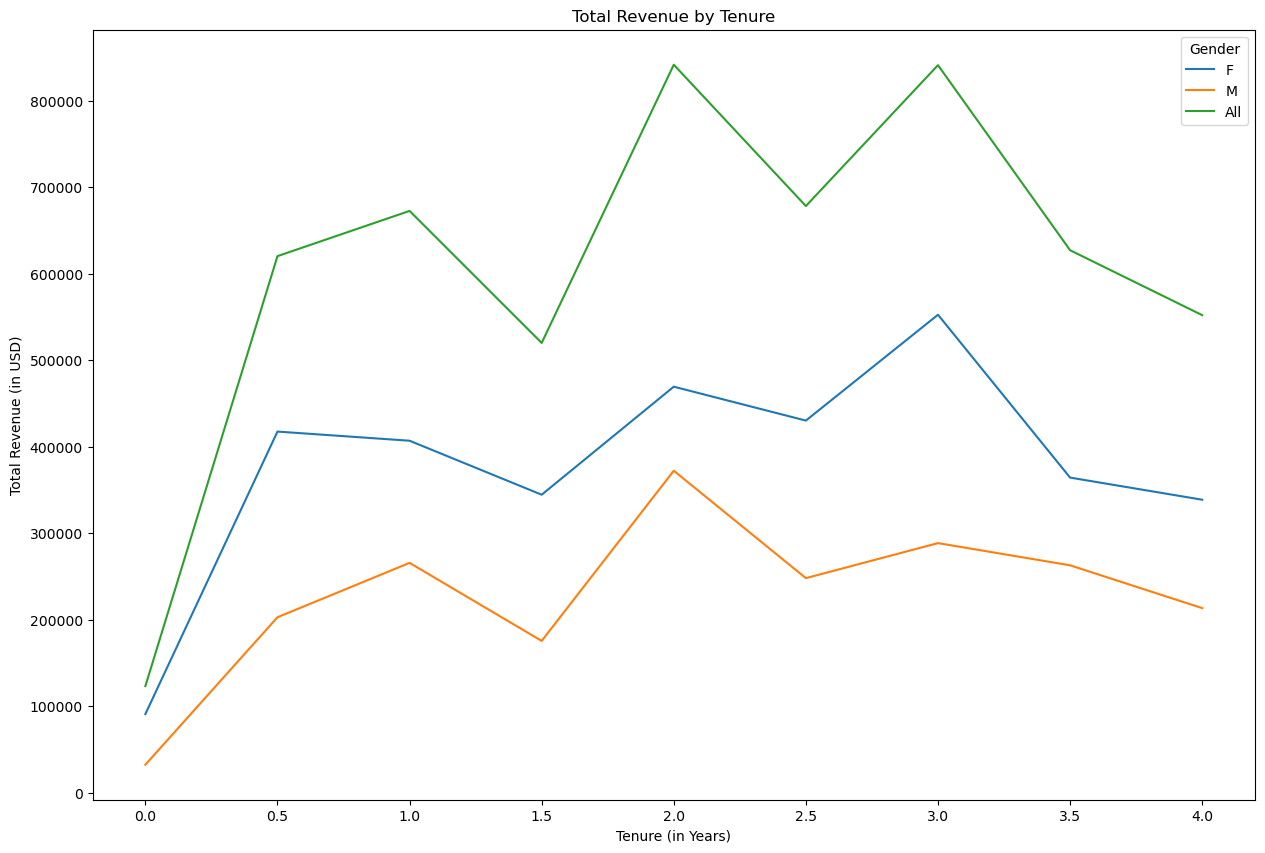 Total Revenue by Tenure
Gender
F
M
All
Total Revenue (in USD)
800000
700000
600000
500000
400000
300000
200000
100000
0
0.0 0.5 1.0 1.5 2.0 2.5 3.0 3.5 4.0
Tenure (in Years)